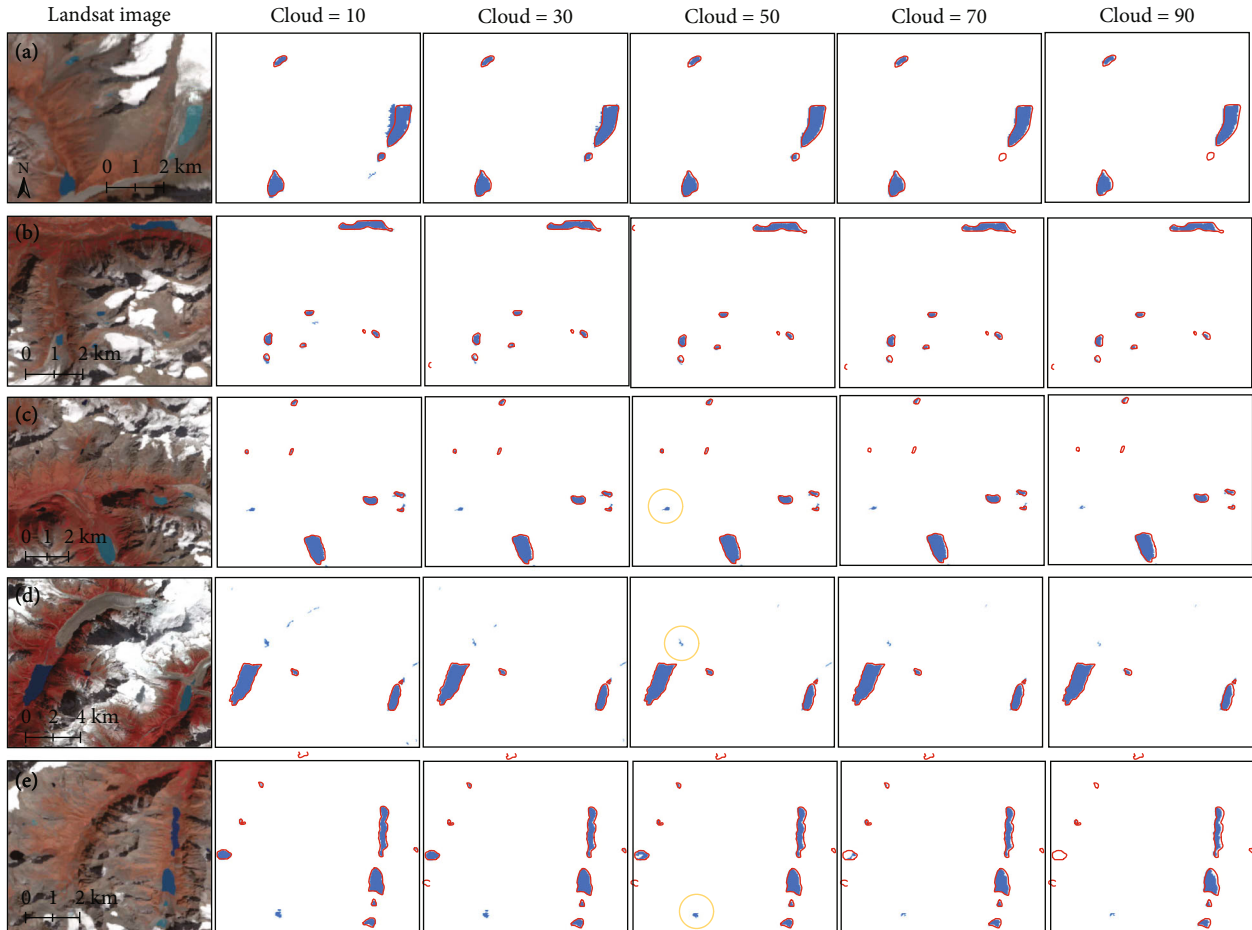 Landsat image
Cloud = 10
Cloud = 30
Cloud = 50
Cloud = 70
Cloud = 90
(a)
N
0 1 2 km
(b)
0 1 2 km
(c)
0 1 2 km
(d)
0 2 4 km
(e)
0 1 2 km